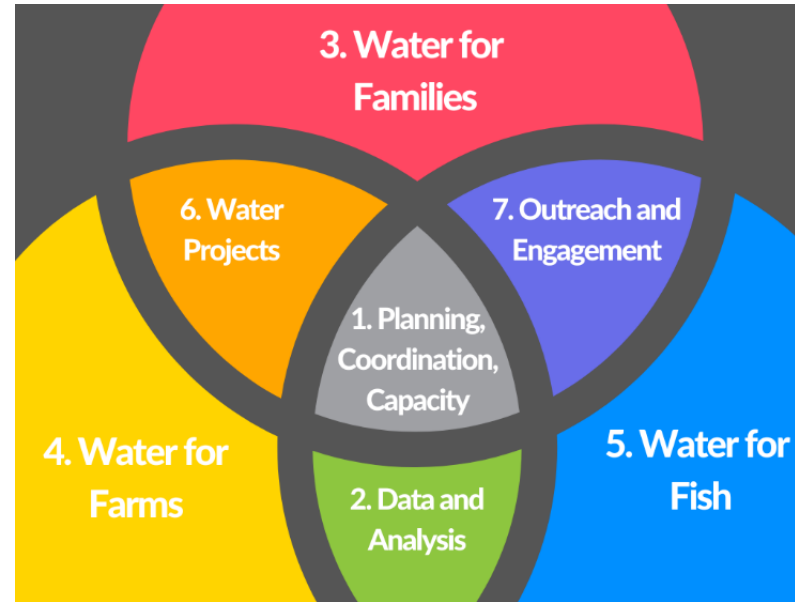 3. Water for
Families
6. Water
Projects
7. Outreach and
Engagement
1. Planning,
Coordination,
Capacity
4. Water for
Farms
5. Water for
Fish
2. Data and
Analysis